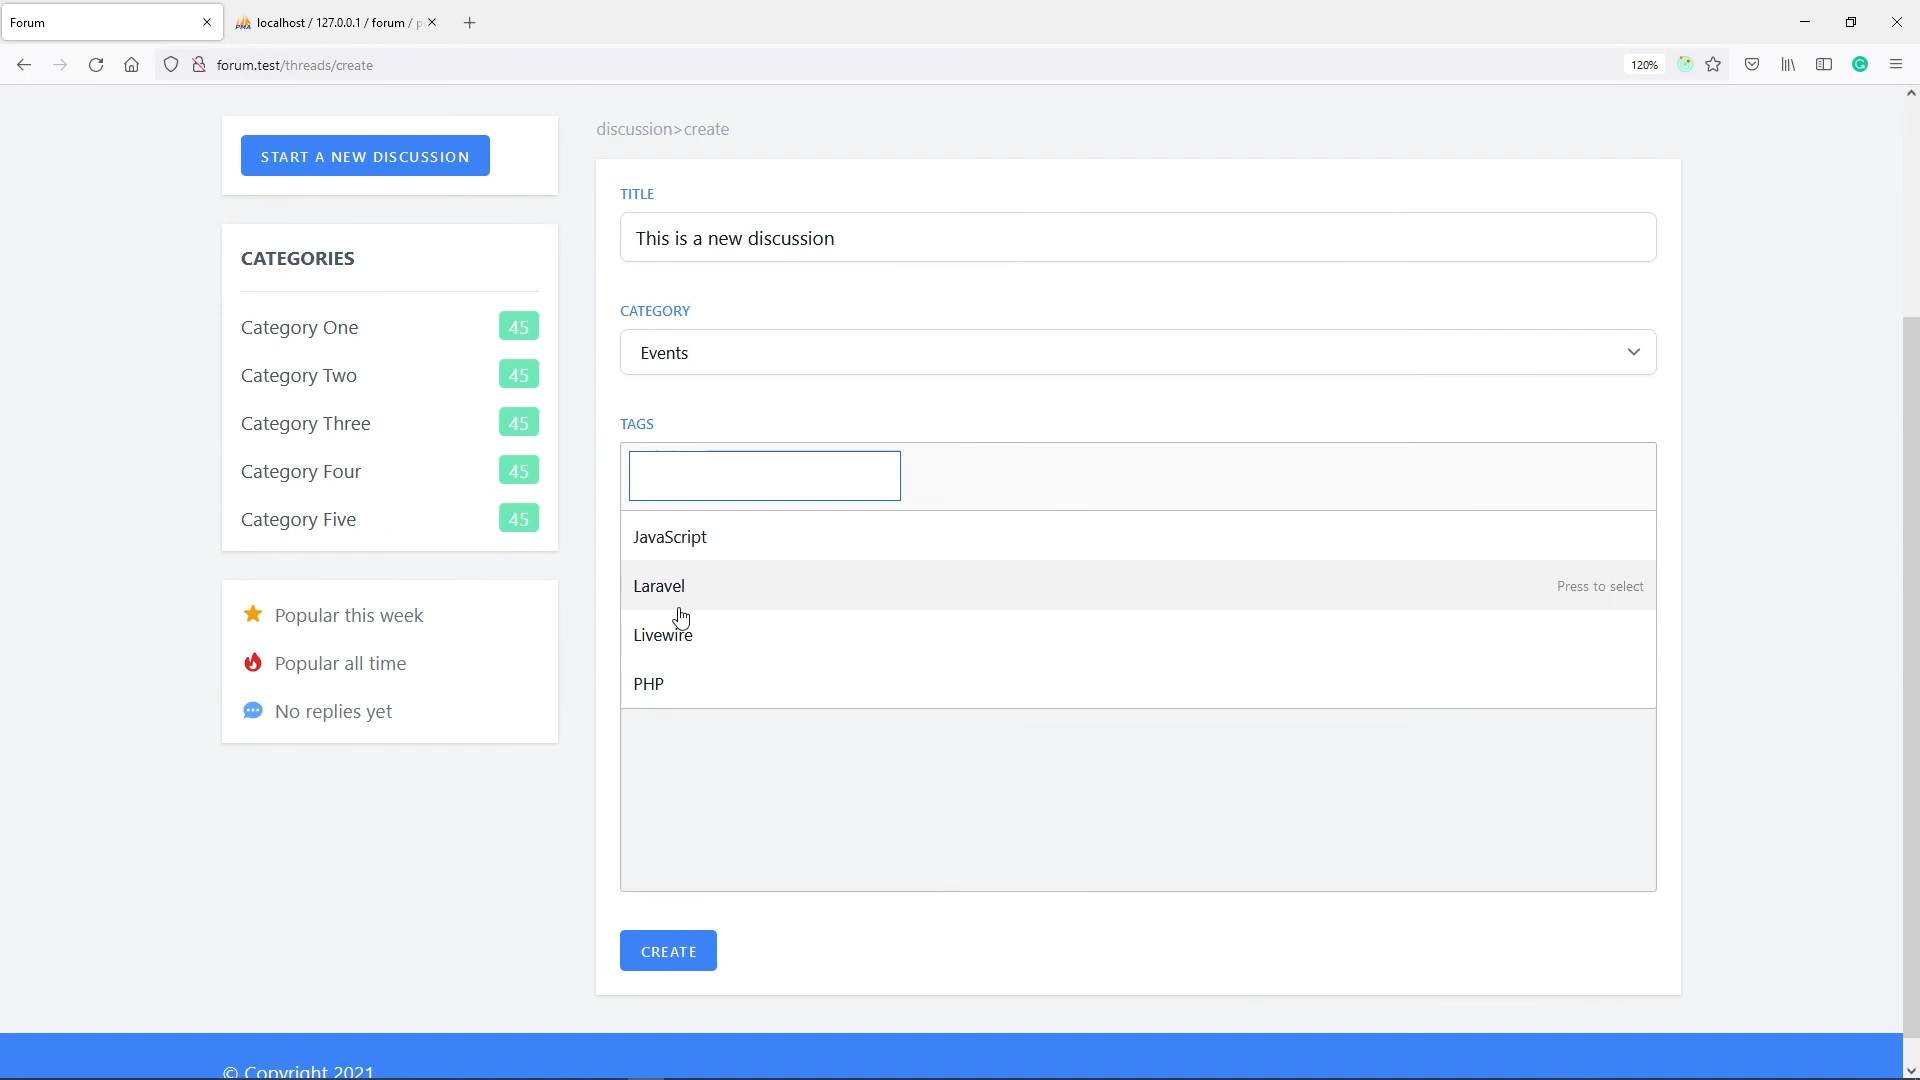 Forum
localhost / 127.0.0.1 / forum / p
forum.test/threads/create
120%
START A NEW DISCUSSION
CATEGORIES
Category One 45
Category Two 45
Category Three 45
Category Four 45
Category Five 45
Popular this week
Popular all time
No replies yet
discussion>create
TITLE
This is a new discussion
CATEGORY
Events
TAGS
JavaScript
Laravel Press to select
Livewire
PHP
CREATE
© Copyright 2021